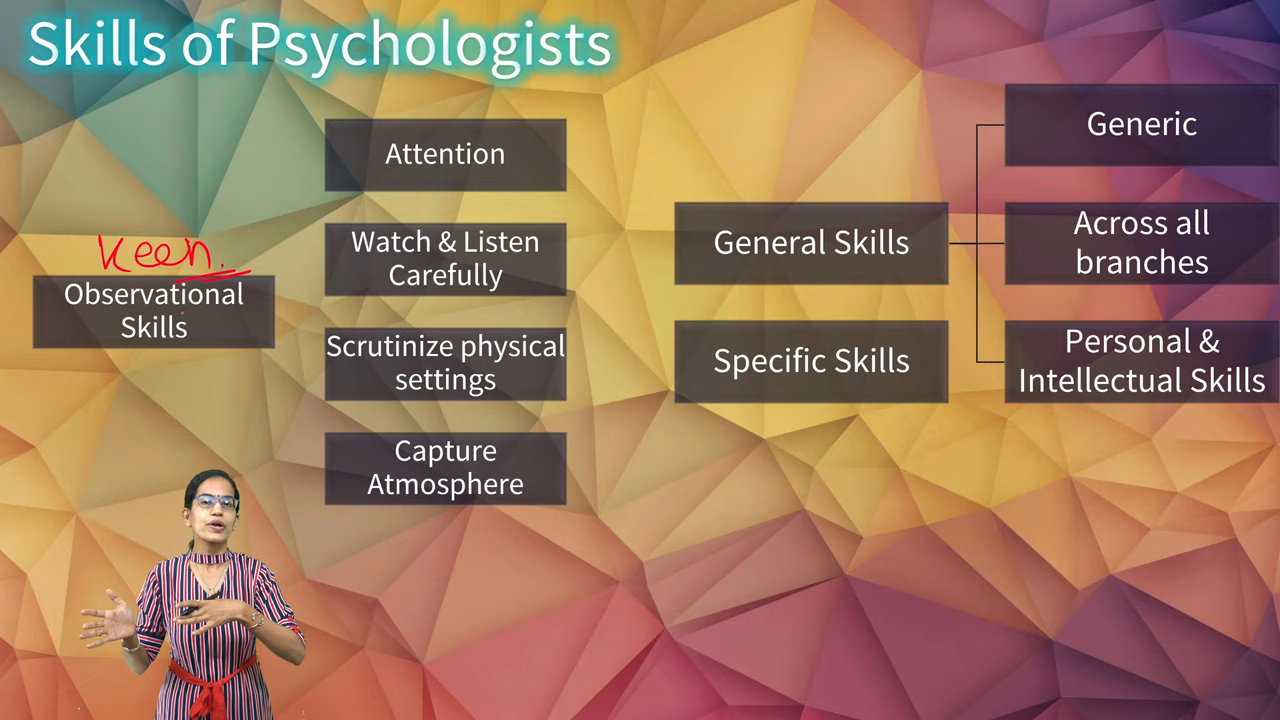 Skills of Psychologists
Keen.
Observational
Skills
Attention
Watch & Listen
Carefully
Scrutinize physical
settings
Capture
Atmosphere
General Skills
Specific Skills
Generic
Across all
branches
Personal &
Intellectual Skills